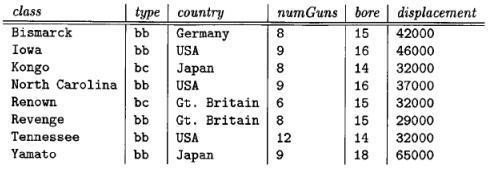 class type country numGuns bore displacement
Bismarck bb Germany 8 15 42000
Iowa bb USA 9 16 46000
Kongo bc Japan 8 14 32000
North Carolina bb USA 9 16 37000
Renown bc Gt. Britain 6 15 32000
Revenge bb Gt. Britain 8 15 29000
Tennessee bb USA 12 14 32000
Yamato bb Japan 9 18 65000